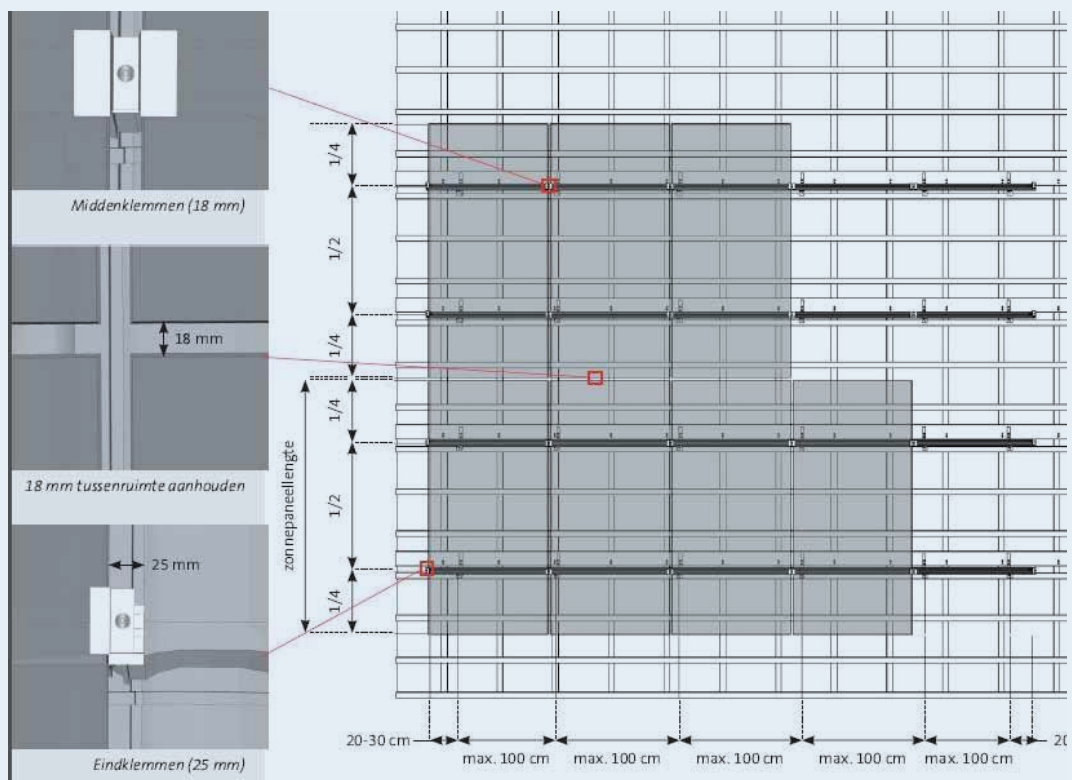 Middenklemmen (18 mm)
18 mm
18 mm tussenruimte aanhouden
25 mm
Eindklemmen (25 mm)
1/4
1/2
1/4
1/4
1/2
1/4
zonnepaneellengte
20-30 cm
max. 100 cm
max. 100 cm
max. 100 cm
max. 100 cm
max. 100 cm
20